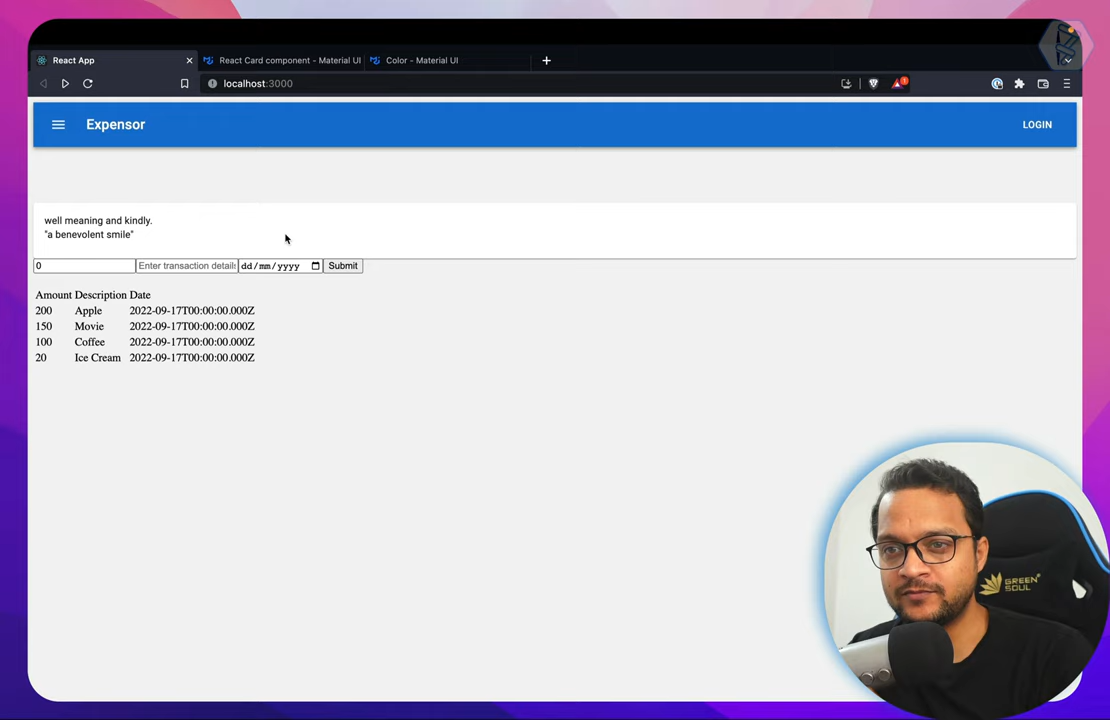 React App
React Card component - Material UI
Color - Material UI
localhost:3000
1
Expensor
LOGIN
well meaning and kindly.
"a benevolent smile"
0
Enter transaction details
dd/mm/yyyy
Submit
Amount Description Date
200 Apple 2022-09-17T00:00:00.000Z
150 Movie 2022-09-17T00:00:00.000Z
100 Coffee 2022-09-17T00:00:00.000Z
20 Ice Cream 2022-09-17T00:00:00.000Z
GREEN
SOUL